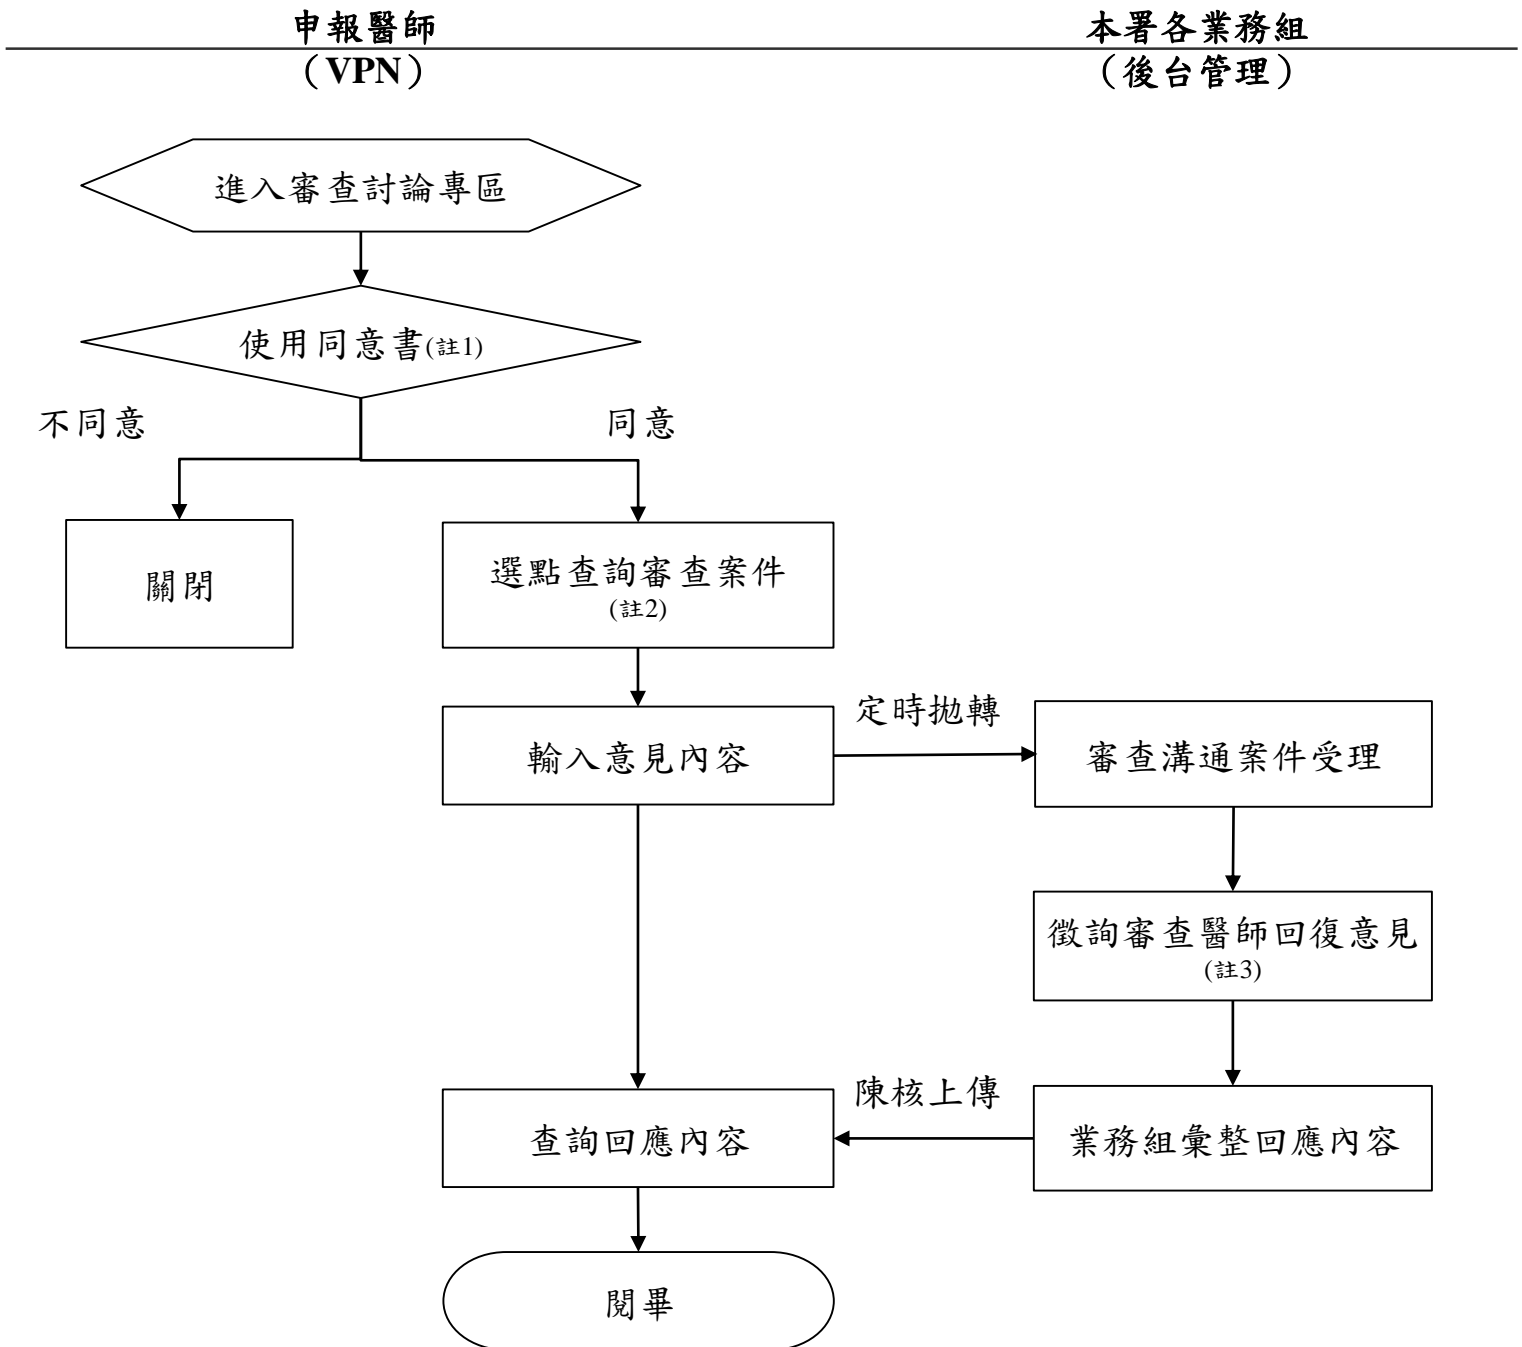 申報醫師
本署各業務組
（VPN）
（後台管理）
進入審查討論專區
使用同意書(註1)
不同意
同意
關閉
選點查詢審查案件
(註2)
輸入意見內容
定時拋轉
審查溝通案件受理
徵詢審查醫師回復意見
(註3)
陳核上傳
查詢回應內容
業務組彙整回應內容
閱畢